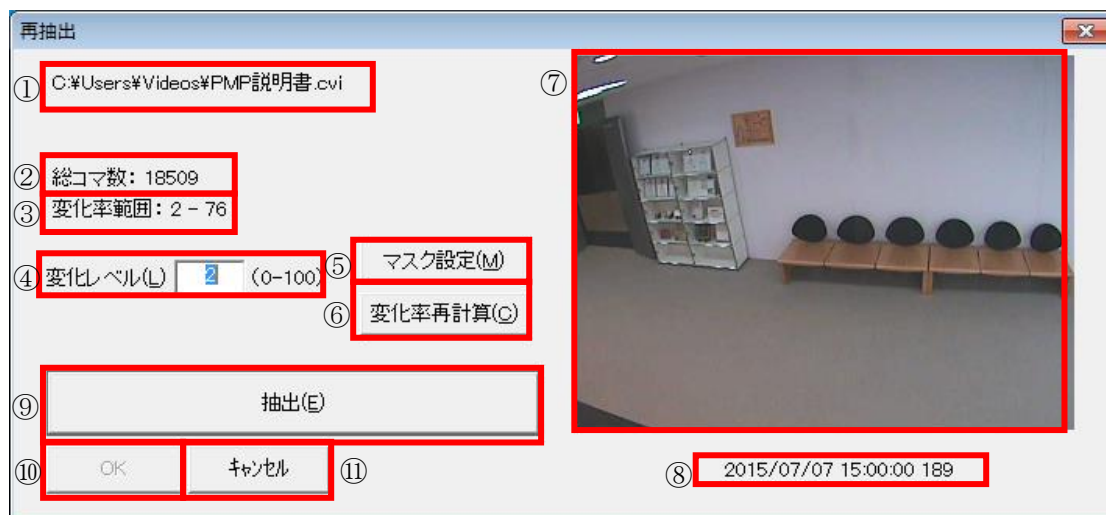 再抽出
① C:¥Users¥Videos¥PMP説明書.cvi
② 総コマ数: 18509
③ 変化率範囲: 2 - 76
④ 変化レベル(L) 2 (0-100)
⑤ マスク設定(M)
⑥ 変化率再計算(C)
⑦
⑧ 2015/07/07 15:00:00 189
⑨ 抽出(E)
⑩ OK
キャンセル ⑪